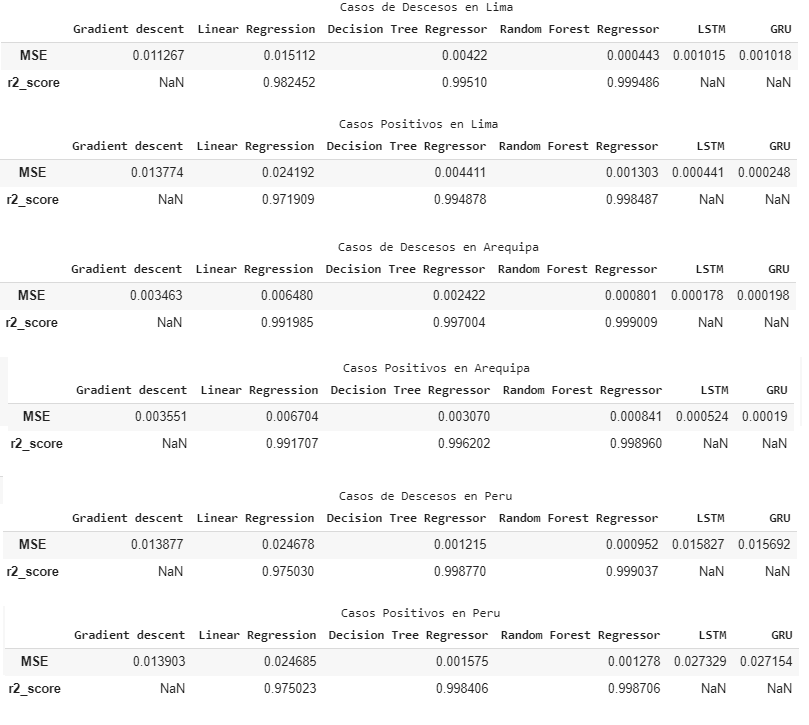 Casos de Descesos en Lima
Gradient descent Linear Regression Decision Tree Regressor Random Forest Regressor LSTM GRU
MSE 0.011267 0.015112 0.00422 0.000443 0.001015 0.001018
r2_score NaN 0.982452 0.99510 0.999486 NaN NaN
Casos Positivos en Lima
Gradient descent Linear Regression Decision Tree Regressor Random Forest Regressor LSTM GRU
MSE 0.013774 0.024192 0.004411 0.001303 0.000441 0.000248
r2_score NaN 0.971909 0.994878 0.998487 NaN NaN
Casos de Descesos en Arequipa
Gradient descent Linear Regression Decision Tree Regressor Random Forest Regressor LSTM GRU
MSE 0.003463 0.006480 0.002422 0.000801 0.000178 0.000198
r2_score NaN 0.991985 0.997004 0.999009 NaN NaN
Casos Positivos en Arequipa
Gradient descent Linear Regression Decision Tree Regressor Random Forest Regressor LSTM GRU
MSE 0.003551 0.006704 0.003070 0.000841 0.000524 0.00019
r2_score NaN 0.991707 0.996202 0.998960 NaN NaN
Casos de Descesos en Peru
Gradient descent Linear Regression Decision Tree Regressor Random Forest Regressor LSTM GRU
MSE 0.013877 0.024678 0.001215 0.000952 0.015827 0.015692
r2_score NaN 0.975030 0.998770 0.999037 NaN NaN
Casos Positivos en Peru
Gradient descent Linear Regression Decision Tree Regressor Random Forest Regressor LSTM GRU
MSE 0.013903 0.024685 0.001575 0.001278 0.027329 0.027154
r2_score NaN 0.975023 0.998406 0.998706 NaN NaN